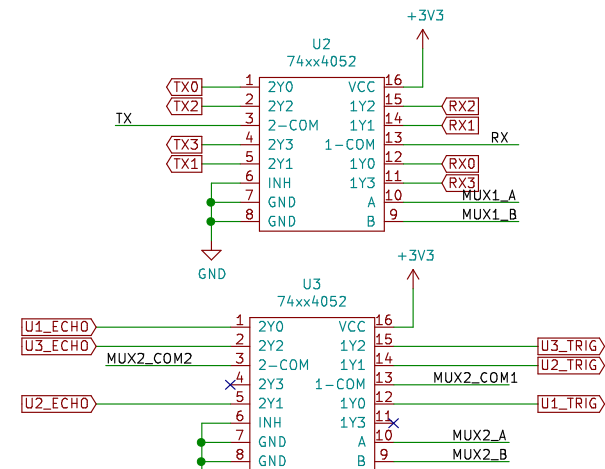 +3V3
U2
74xx4052
TX0 1 2Y0 VCC 16
TX2 2 2Y2 1Y2 15 RX2
TX 3 2-COM 1Y1 14 RX1
TX3 4 2Y3 1-COM 13 RX
TX1 5 2Y1 1Y0 12 RX0
6 INH 1Y3 11 RX3
7 GND A 10 MUX1_A
8 GND B 9 MUX1_B
GND
+3V3
U3
74xx4052
U1_ECHO 1 2Y0 VCC 16
U3_ECHO 2 2Y2 1Y2 15 U3_TRIG
MUX2_COM2 3 2-COM 1Y1 14 U2_TRIG
4 2Y3 1-COM 13 MUX2_COM1
U2_ECHO 5 2Y1 1Y0 12 U1_TRIG
6 INH 1Y3 11
7 GND A 10 MUX2_A
8 GND B 9 MUX2_B